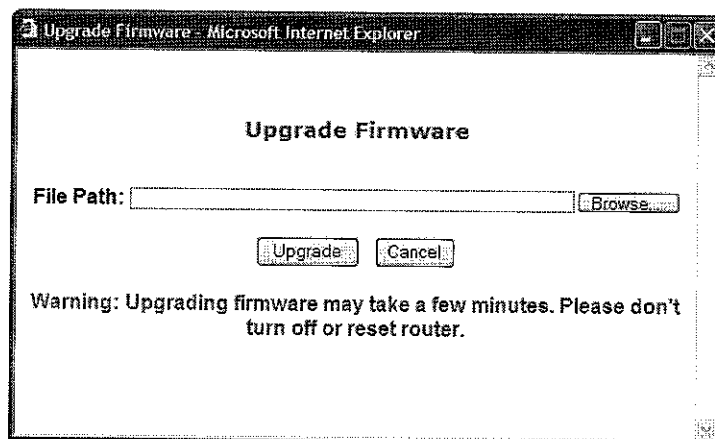 Upgrade Firmware - Microsoft Internet Explorer
Upgrade Firmware
File Path:
Browse...
Upgrade Cancel
Warning: Upgrading firmware may take a few minutes. Please don't
turn off or reset router.